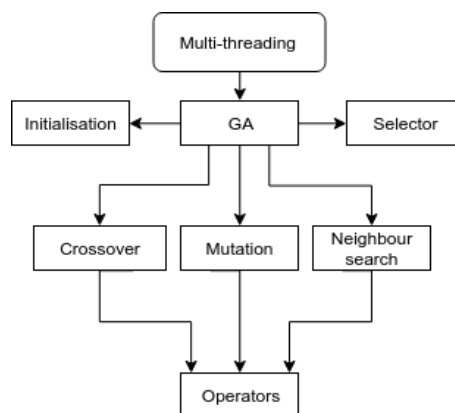 Multi-threading
Initialisation
GA
Selector
Crossover
Mutation
Neighbour
search
Operators